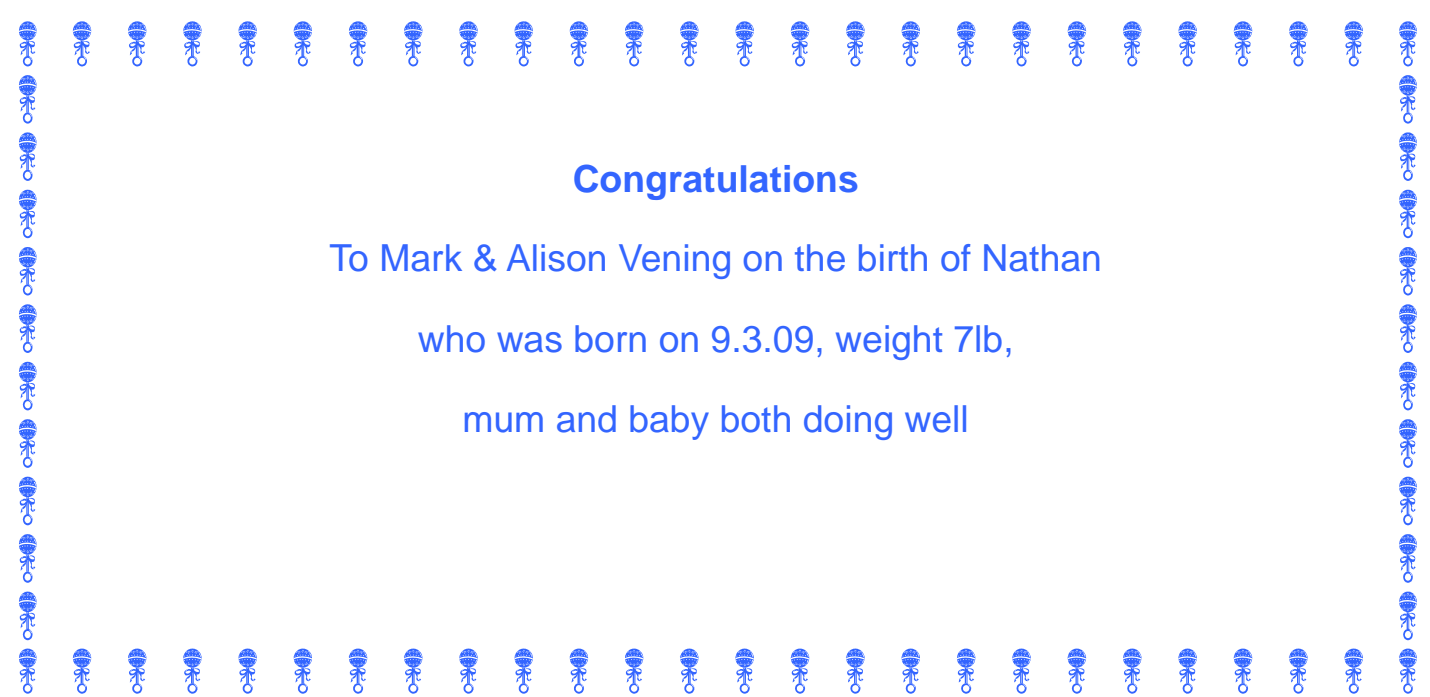 Congratulations
To Mark & Alison Vening on the birth of Nathan
who was born on 9.3.09, weight 7lb,
mum and baby both doing well